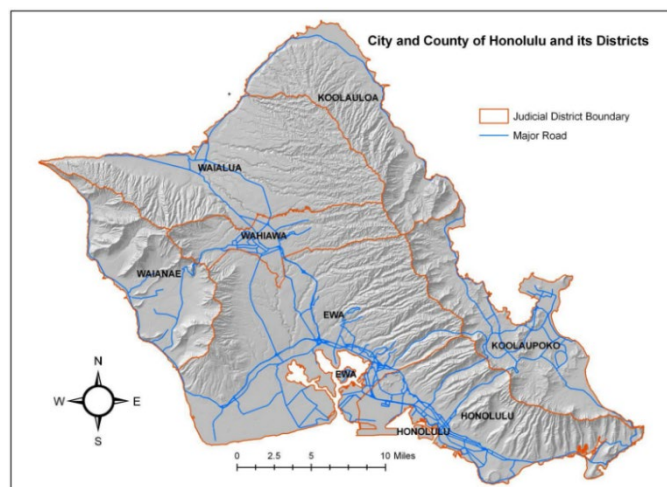 City and County of Honolulu and its Districts
KOOLAULOA
Judicial District Boundary
Major Road
WAIALUA
WAHIAWA
WAIANAE
EWA
KOOLAUPOKO
EWA
HONOLULU
HONOLULU
N
W
E
S
0 2.5 5 10 Miles